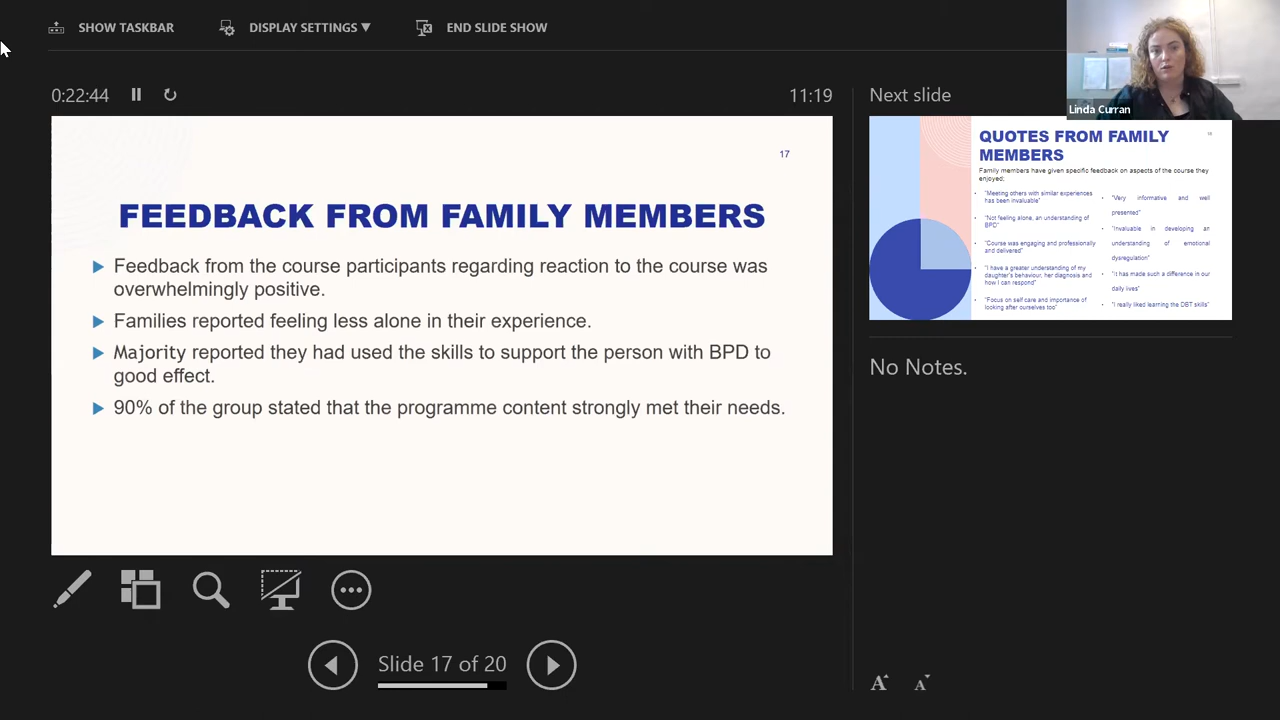 SHOW TASKBAR
DISPLAY SETTINGS ▼
END SLIDE SHOW
Linda Curran
0:22:44
11:19
17
FEEDBACK FROM FAMILY MEMBERS
Feedback from the course participants regarding reaction to the course was
overwhelmingly positive.
Families reported feeling less alone in their experience.
Majority reported they had used the skills to support the person with BPD to
good effect.
90% of the group stated that the programme content strongly met their needs.
Slide 17 of 20
Next slide
QUOTES FROM FAMILY
MEMBERS
Family members have given specific feedback on aspects of the course they
enjoyed;
"Meeting others with similar experiences
has been invaluable"
"Not feeling alone, an understanding of
BPD"
"Course was engaging and professionally
and delivered"
"I have a greater understanding of my
daughter's behaviour, her diagnosis and
how I can respond"
"Focus on self care and importance of
looking after ourselves too"
"Very informative and well
presented"
"Invaluable in developing an
understanding of emotional
dysregulation"
"It has made such a difference in our
daily lives"
"I really liked learning the DBT skills"
No Notes.
A A